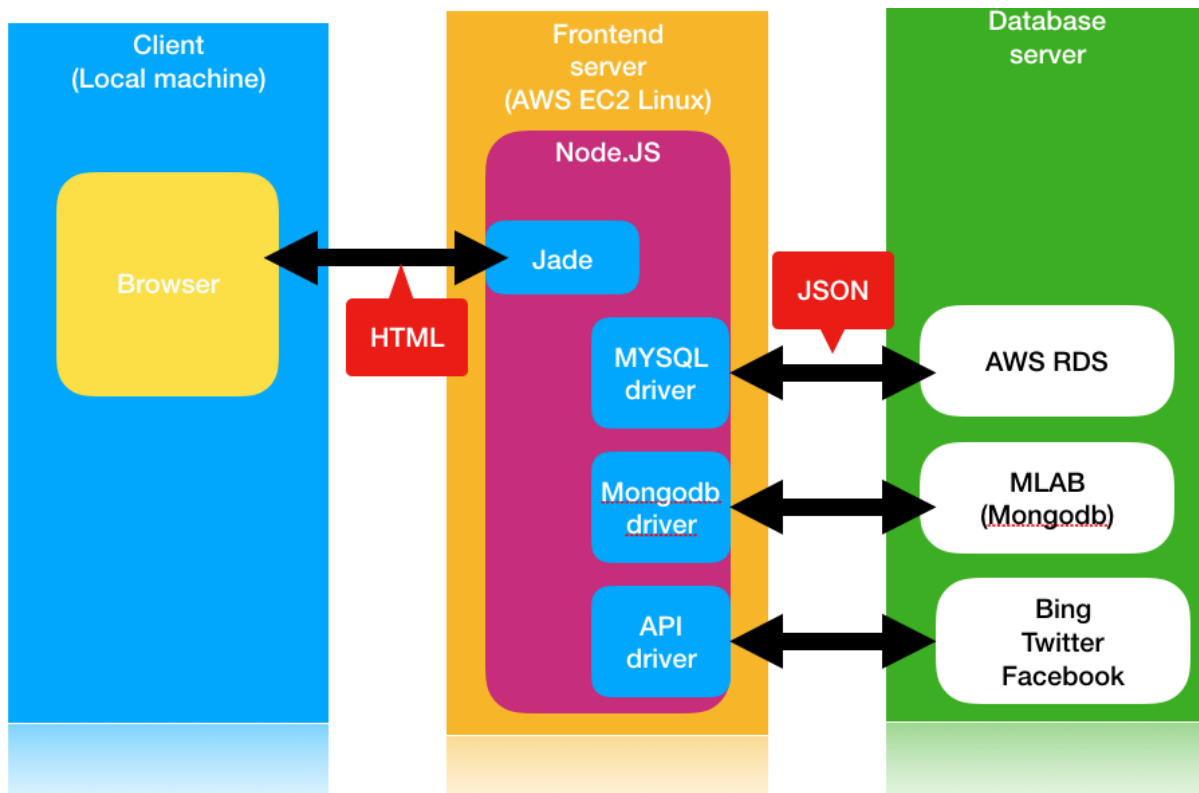 Client
(Local machine)
Browser
HTML
Frontend
server
(AWS EC2 Linux)
Node.JS
Jade
MYSQL
driver
Mongodb
driver
API
driver
JSON
Database
server
AWS RDS
MLAB
(Mongodb)
Bing
Twitter
Facebook